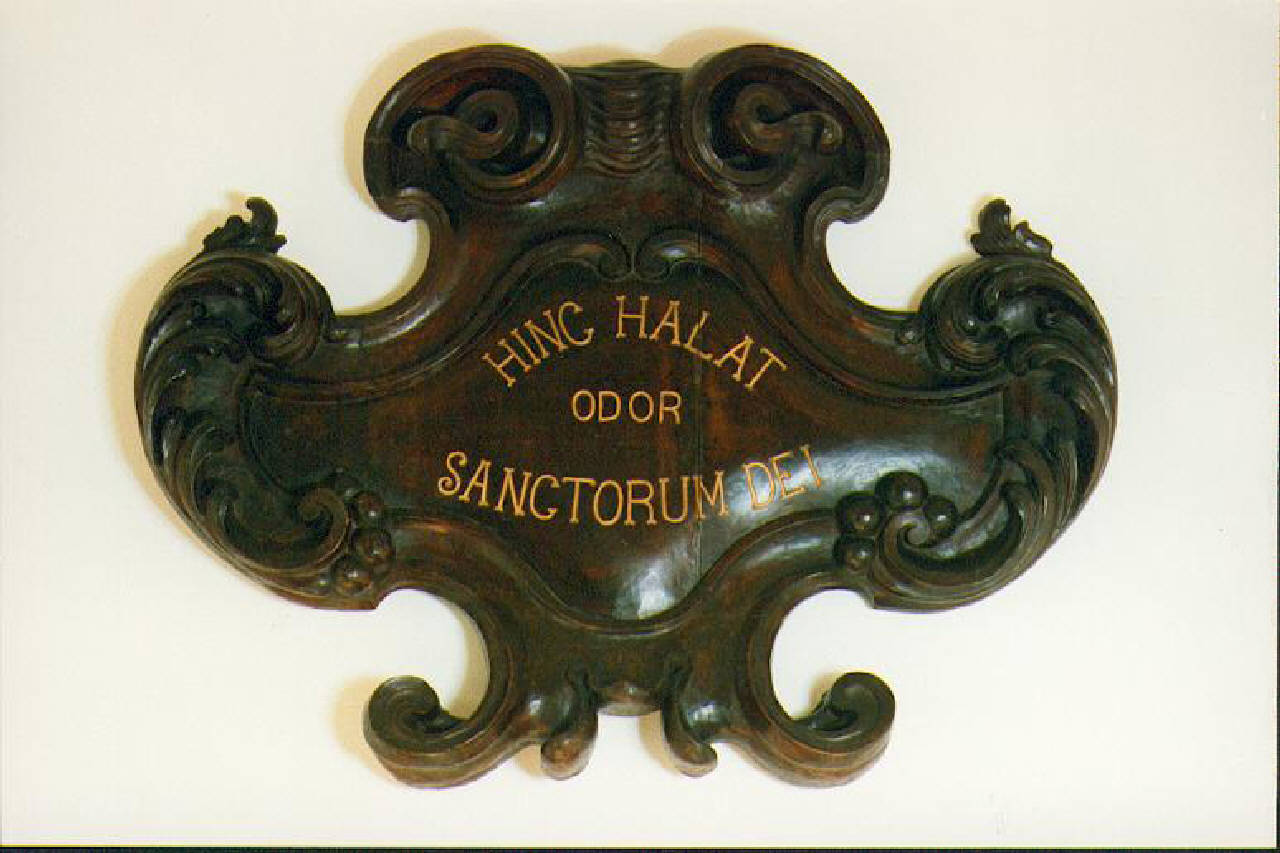 HINC HALAT
ODOR
SANCTORUM DEI